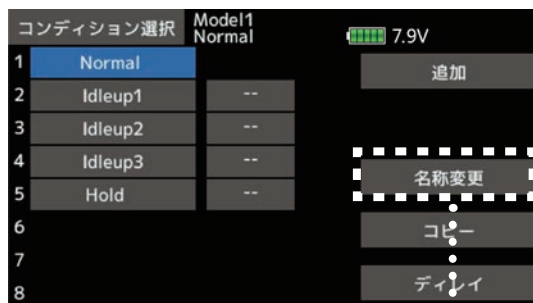 コンディション選択
Model1
Normal
7.9V
1 Normal
追加
2 Idleup1 --
3 Idleup2 --
4 Idleup3 --
名称変更
5 Hold --
6
コピー
7
ディレイ
8